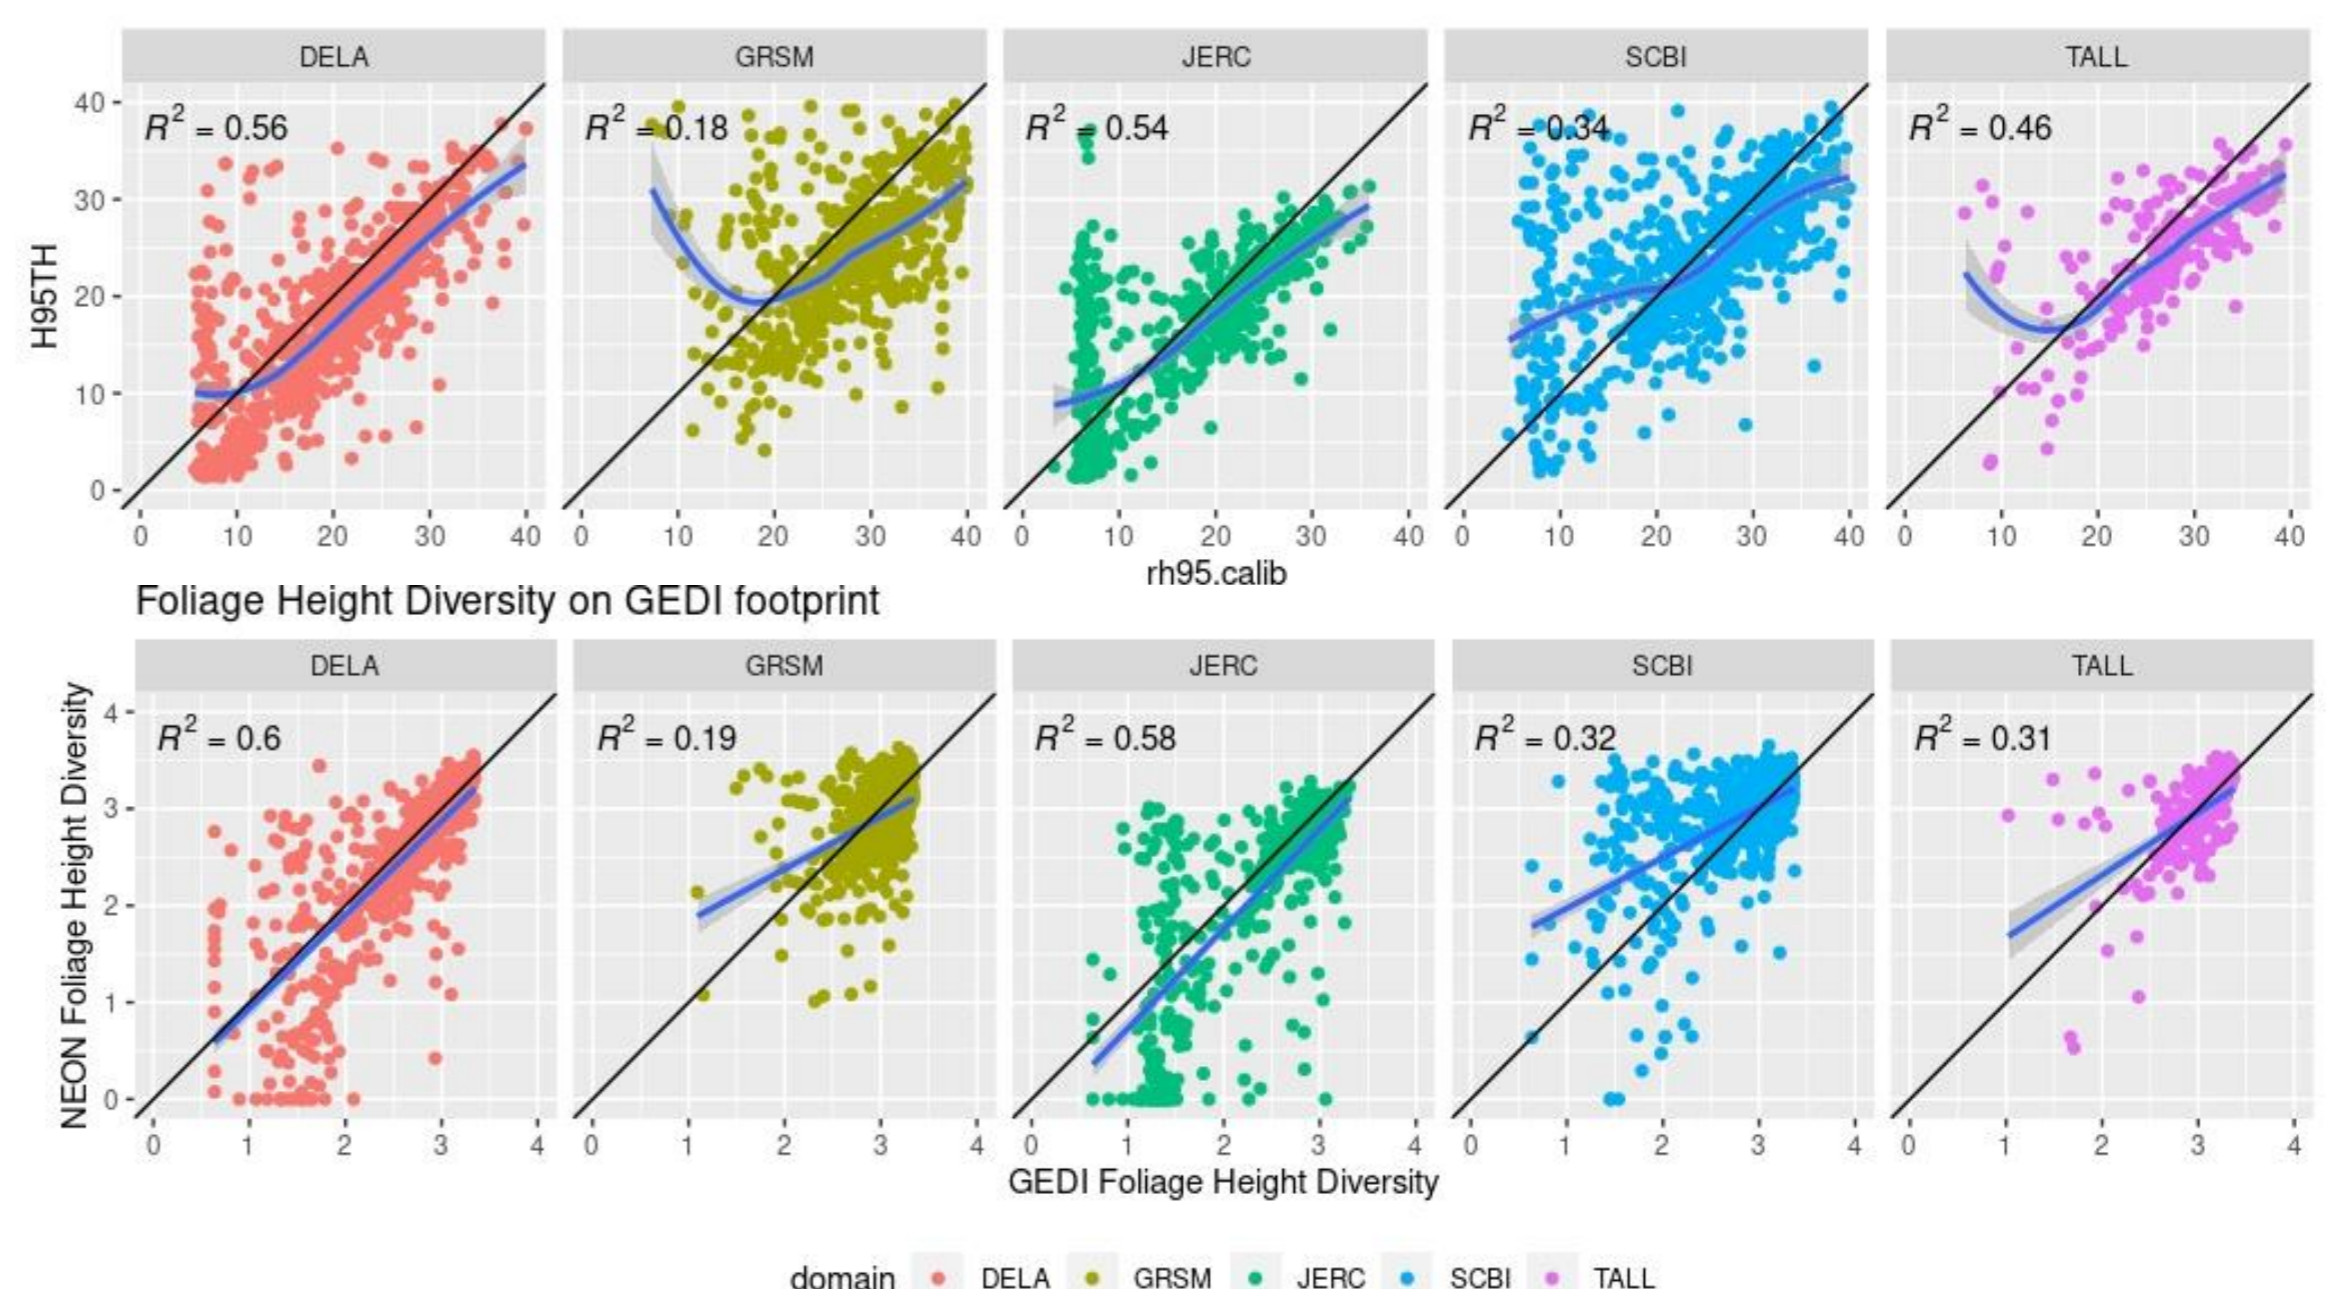 DELA GRSM JERC SCBI TALL
40 R² = 0.56 R² = 0.18 R² = 0.54 R² = 0.34 R² = 0.46
30
20
10
0
H95TH
0 10 20 30 40 0 10 20 30 40 0 10 20 30 40 0 10 20 30 40 0 10 20 30 40
rh95.calib
Foliage Height Diversity on GEDI footprint
DELA GRSM JERC SCBI TALL
4 R² = 0.6 R² = 0.19 R² = 0.58 R² = 0.32 R² = 0.31
3
2
1
0
NEON Foliage Height Diversity
0 1 2 3 4 0 1 2 3 4 0 1 2 3 4 0 1 2 3 4 0 1 2 3 4
GEDI Foliage Height Diversity
domain DELA GRSM JERC SCBI TALL